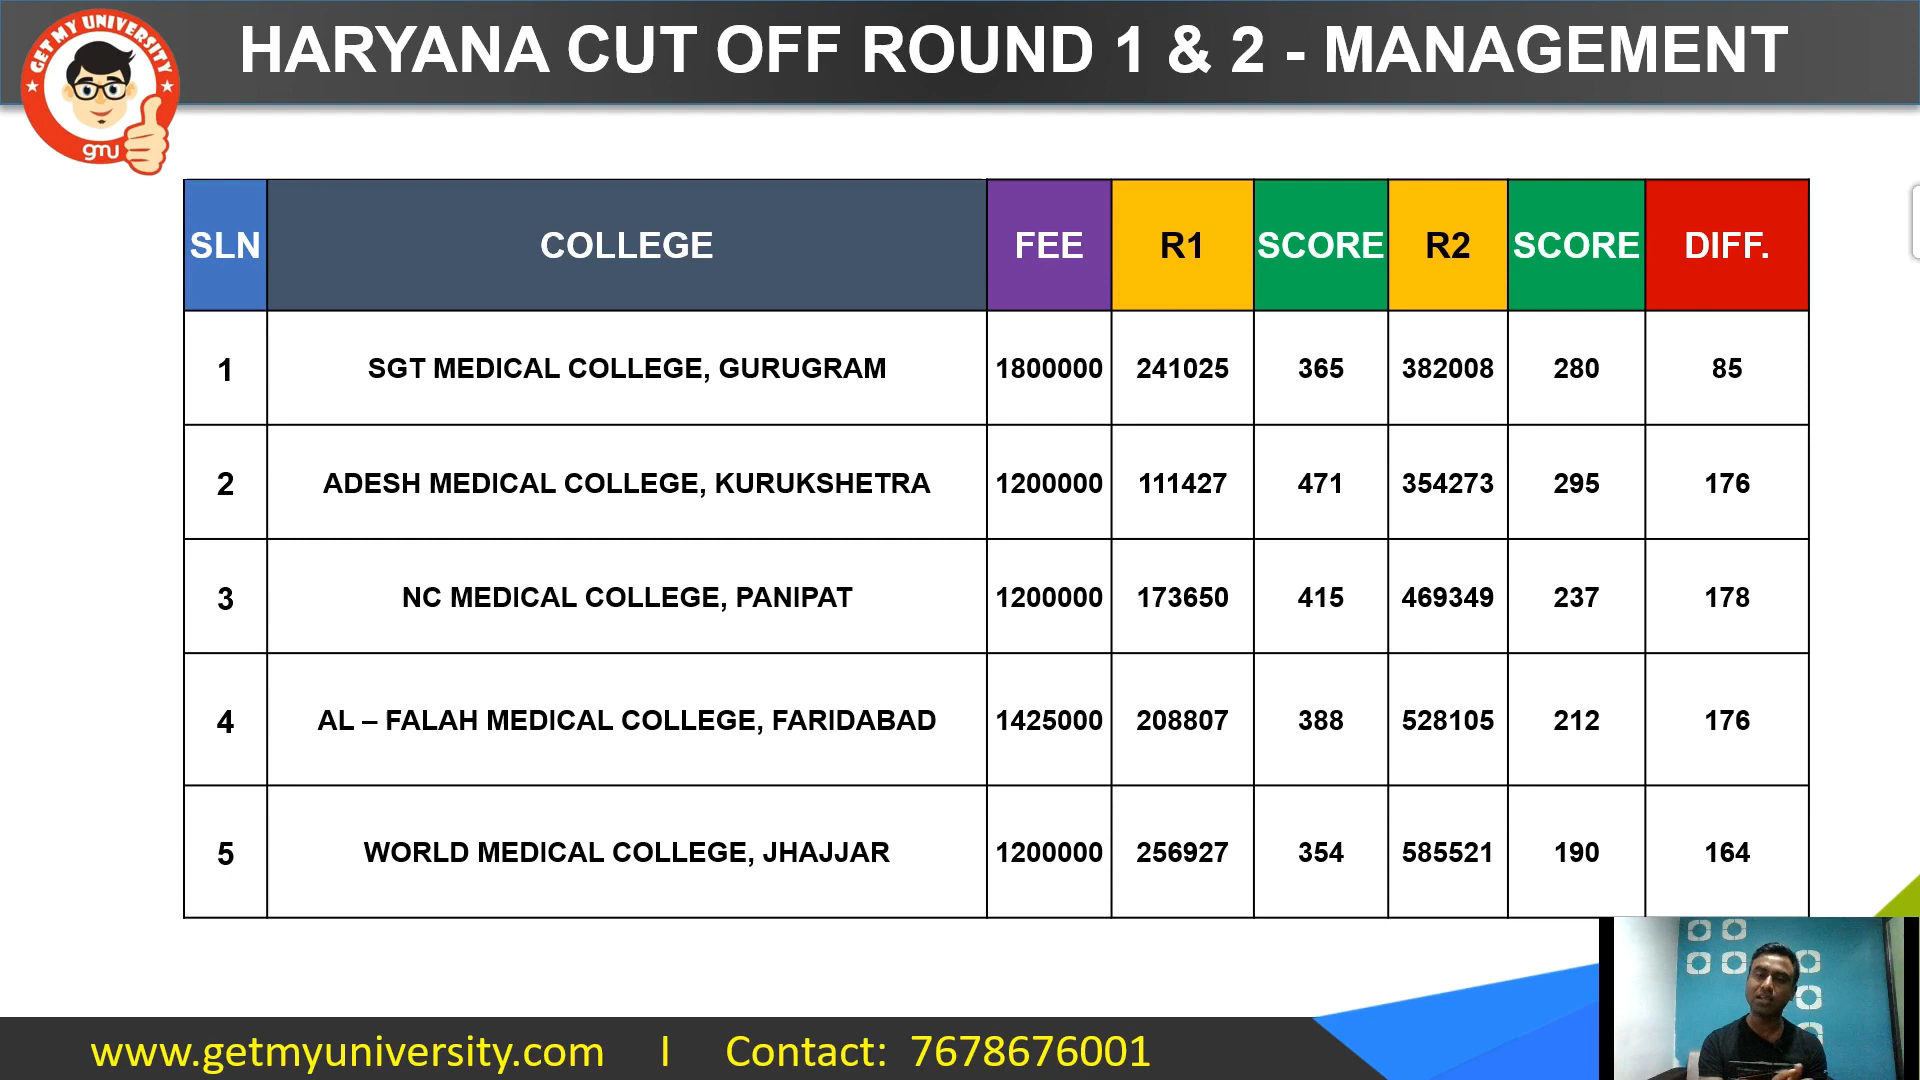 HARYANA CUT OFF ROUND 1 & 2 - MANAGEMENT
GET MY UNIVERSITY
gmu
SLN COLLEGE FEE R1 SCORE R2 SCORE DIFF.
1 SGT MEDICAL COLLEGE, GURUGRAM 1800000 241025 365 382008 280 85
2 ADESH MEDICAL COLLEGE, KURUKSHETRA 1200000 111427 471 354273 295 176
3 NC MEDICAL COLLEGE, PANIPAT 1200000 173650 415 469349 237 178
4 AL – FALAH MEDICAL COLLEGE, FARIDABAD 1425000 208807 388 528105 212 176
5 WORLD MEDICAL COLLEGE, JHAJJAR 1200000 256927 354 585521 190 164
www.getmyuniversity.com I Contact: 7678676001